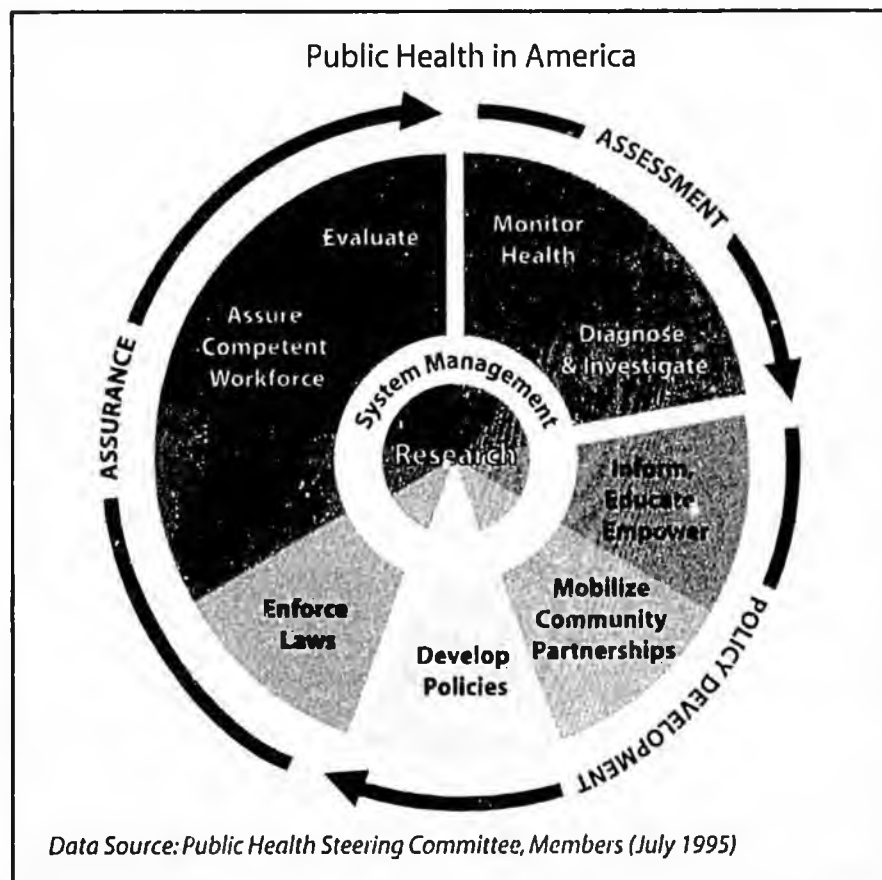 Public Health in America
ASSESSMENT
Monitor
Health
Diagnose
& Investigate
Inform,
Educate
Empower
Mobilize
Community
Partnerships
POLICY DEVELOPMENT
Develop
Policies
Enforce
Laws
ASSURANCE
Assure
Competent
Workforce
Evaluate
System Management
Research
Data Source: Public Health Steering Committee, Members (July 1995)